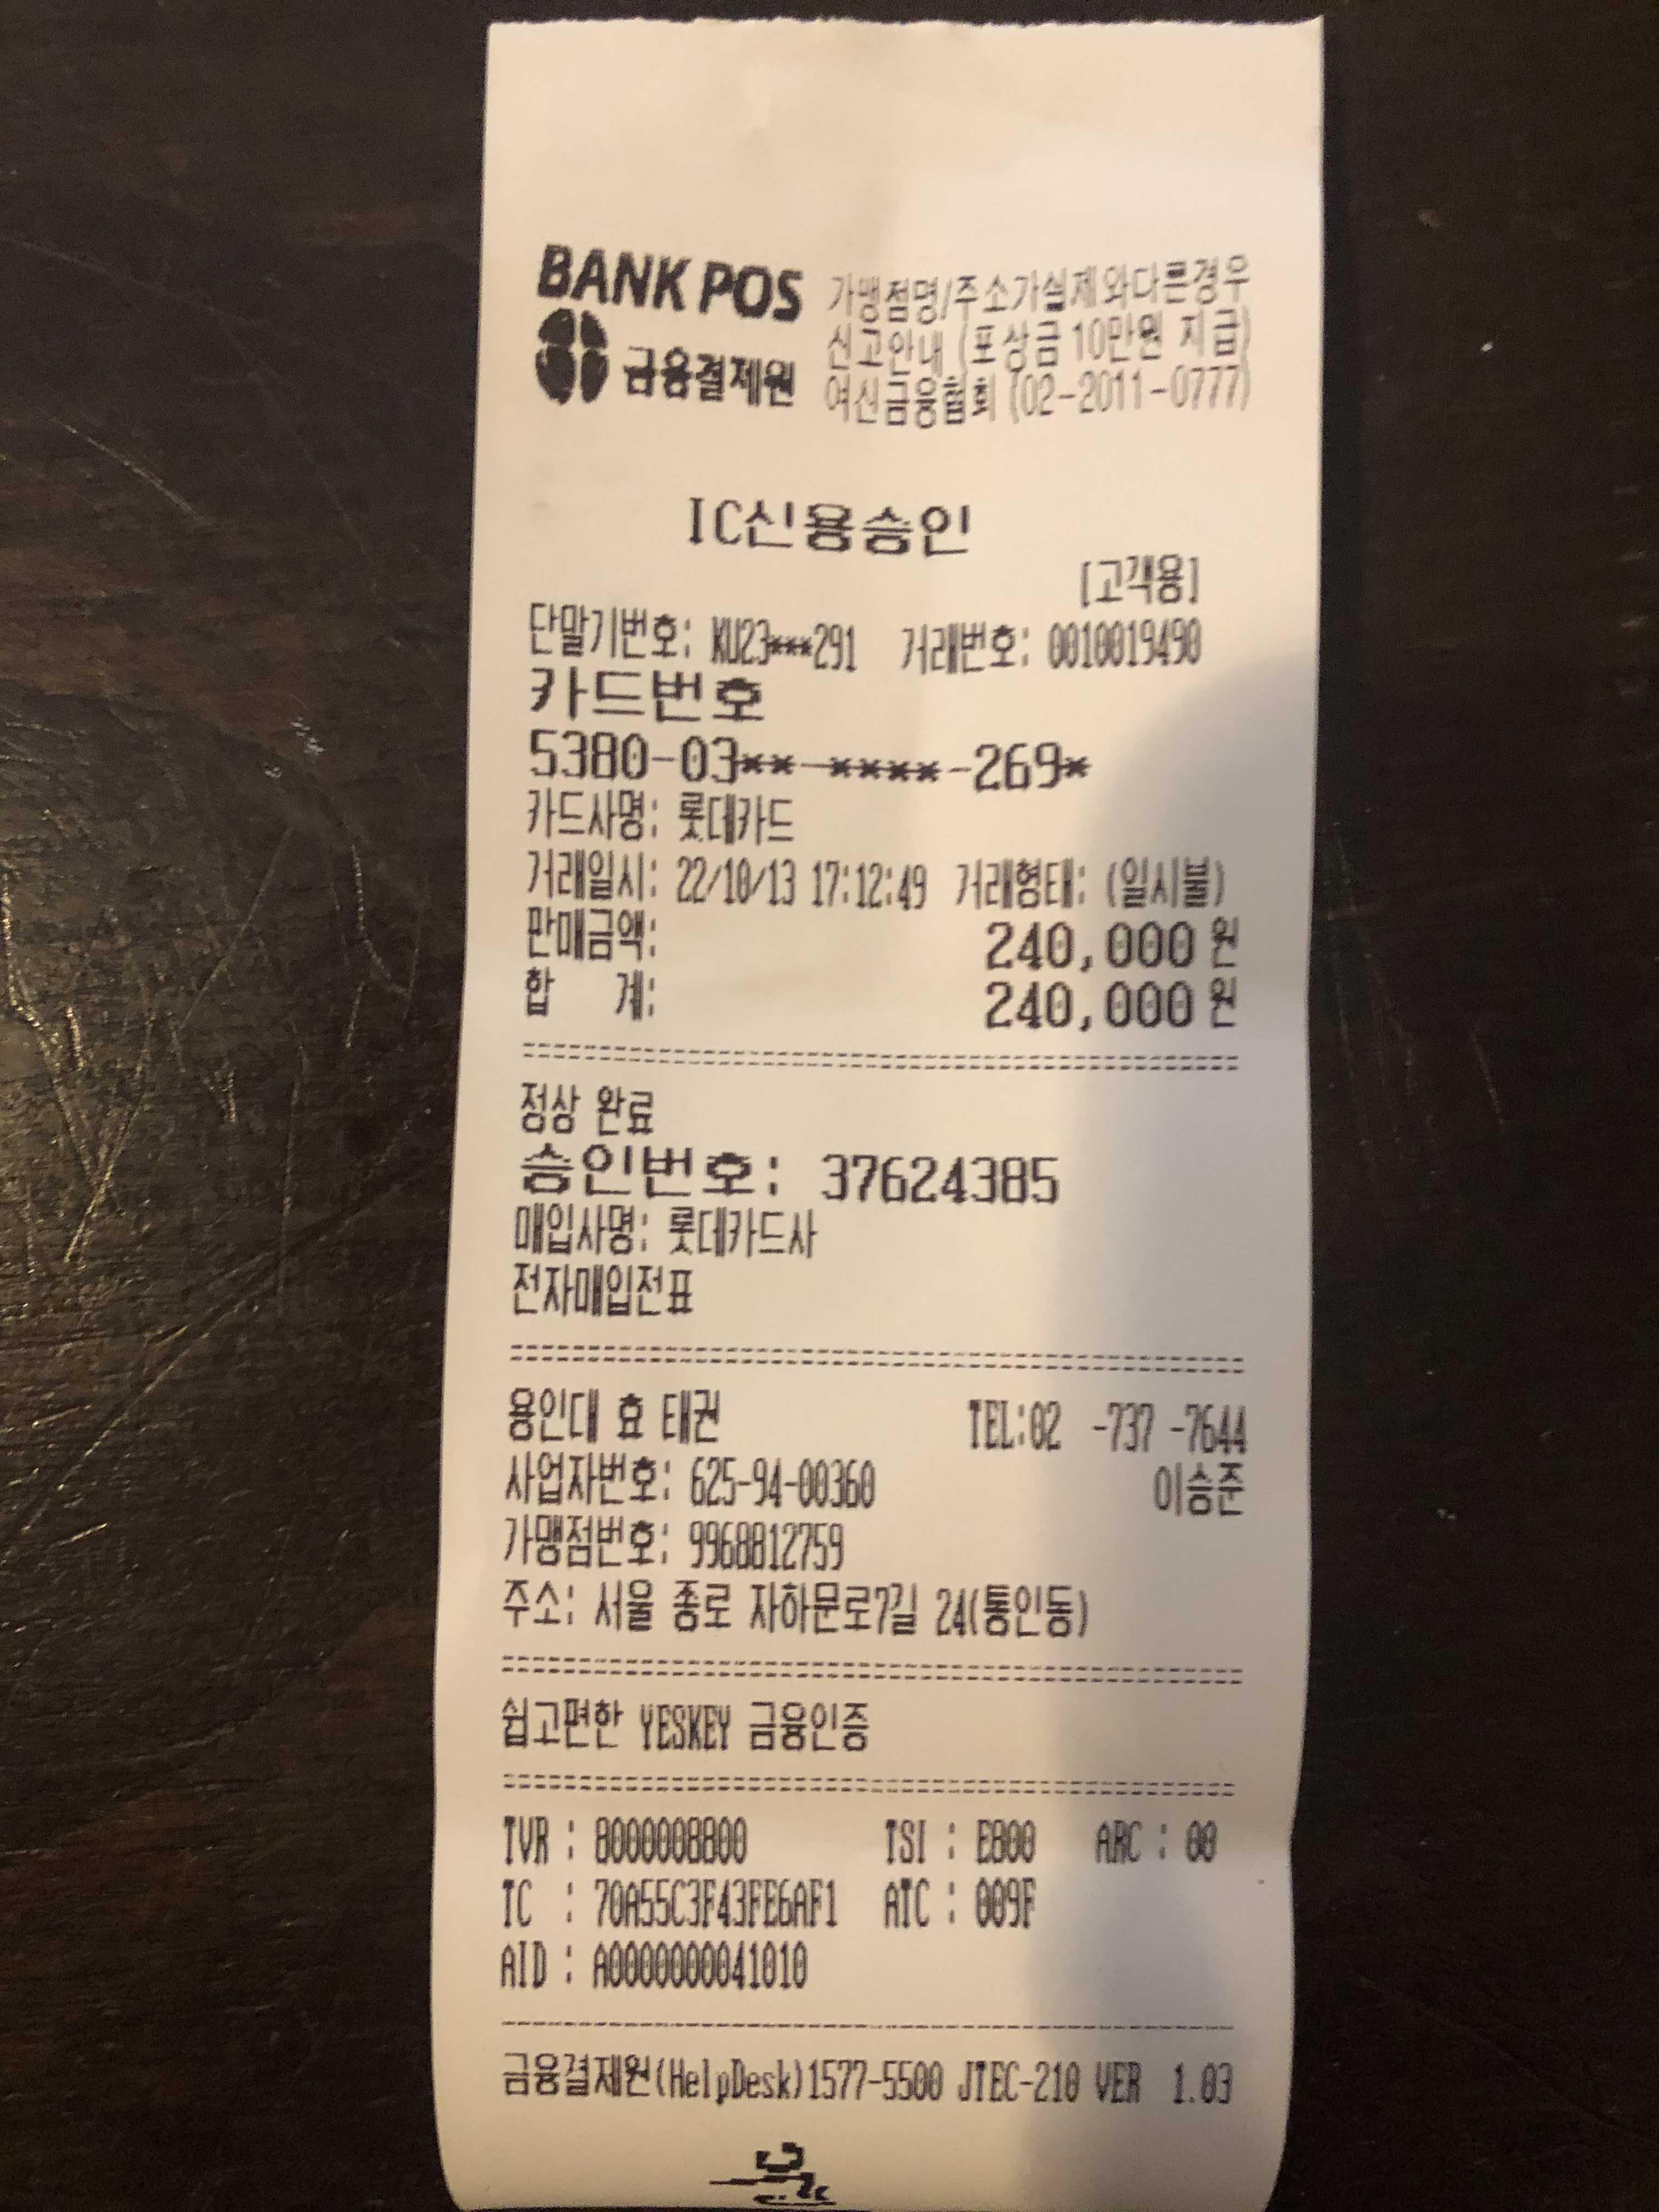 BANK POS
금융결제원
가맹점명/주소가실제와다른경우
신고안내 (포상금 10만원 지급)
여신금융협회 (02-2011-0777)
IC신용승인
[고객용]
단말기번호: KU23***291 거래번호: 0010019490
카드번호
5380-03**-****-269*
카드사명: 롯데카드
거래일시: 22/10/13 17:12:49 거래형태: (일시불)
판매금액: 240,000 원
합 계: 240,000 원
정상 완료
승인번호: 37624385
매입사명: 롯데카드사
전자매입전표
용인대 효 태권 TEL:02 -737 -7644
사업자번호: 625-94-00360 이승준
가맹점번호: 9968812759
주소: 서울 종로 자하문로7길 24(통인동)
쉽고편한 YESKEY 금융인증
TVR : 8000008800 TSI : E800 ARC : 00
TC : 70A55C3F43FE6AF1 ATC : 009F
AID : A0000000041010
금융결제원(HelpDesk)1577-5500 JTEC-210 VER 1.03